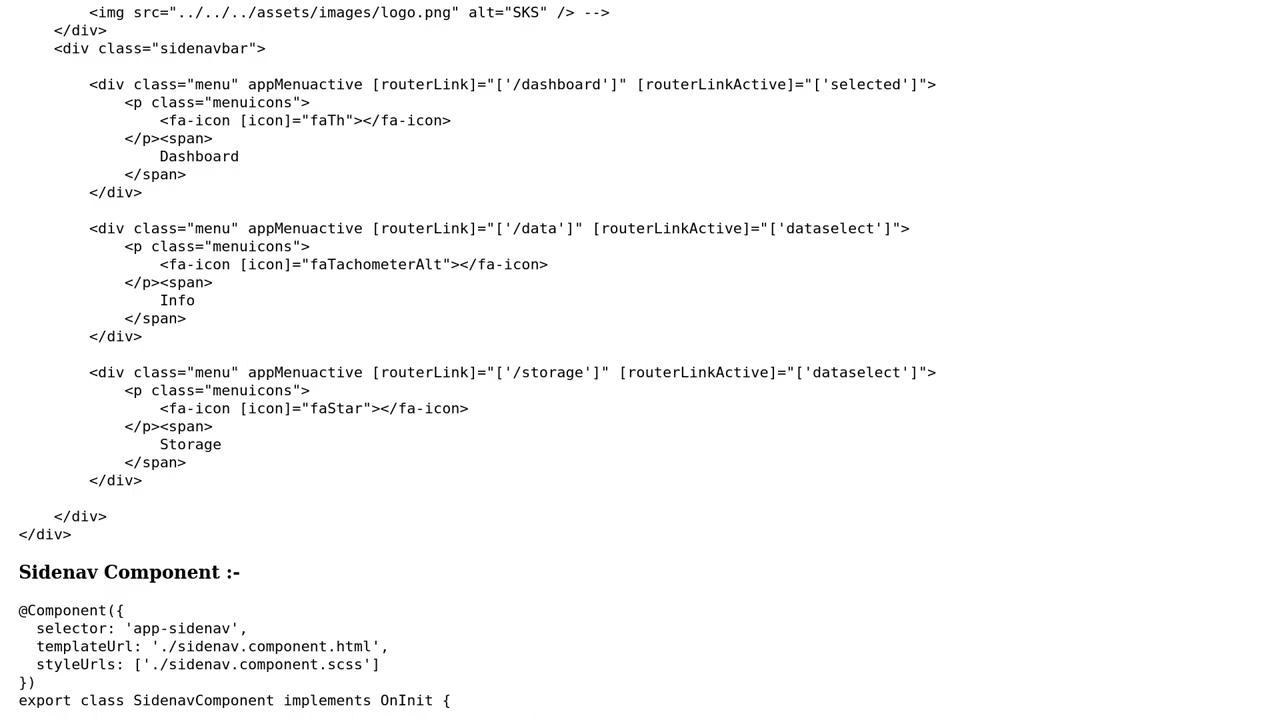 <img src="../../../assets/images/logo.png" alt="SKS" /> -->
</div>
<div class="sidenavbar">
<div class="menu" appMenuactive [routerLink]="['/dashboard']" [routerLinkActive]="['selected']">
<p class="menuicons">
<fa-icon [icon]="faTh"></fa-icon>
</p><span>
Dashboard
</span>
</div>
<div class="menu" appMenuactive [routerLink]="['/data']" [routerLinkActive]="['dataselect']">
<p class="menuicons">
<fa-icon [icon]="faTachometerAlt"></fa-icon>
</p><span>
Info
</span>
</div>
<div class="menu" appMenuactive [routerLink]="['/storage']" [routerLinkActive]="['dataselect']">
<p class="menuicons">
<fa-icon [icon]="faStar"></fa-icon>
</p><span>
Storage
</span>
</div>
</div>
</div>
Sidenav Component :-
@Component({
selector: 'app-sidenav',
templateUrl: './sidenav.component.html',
styleUrls: ['./sidenav.component.scss']
})
export class SidenavComponent implements OnInit {